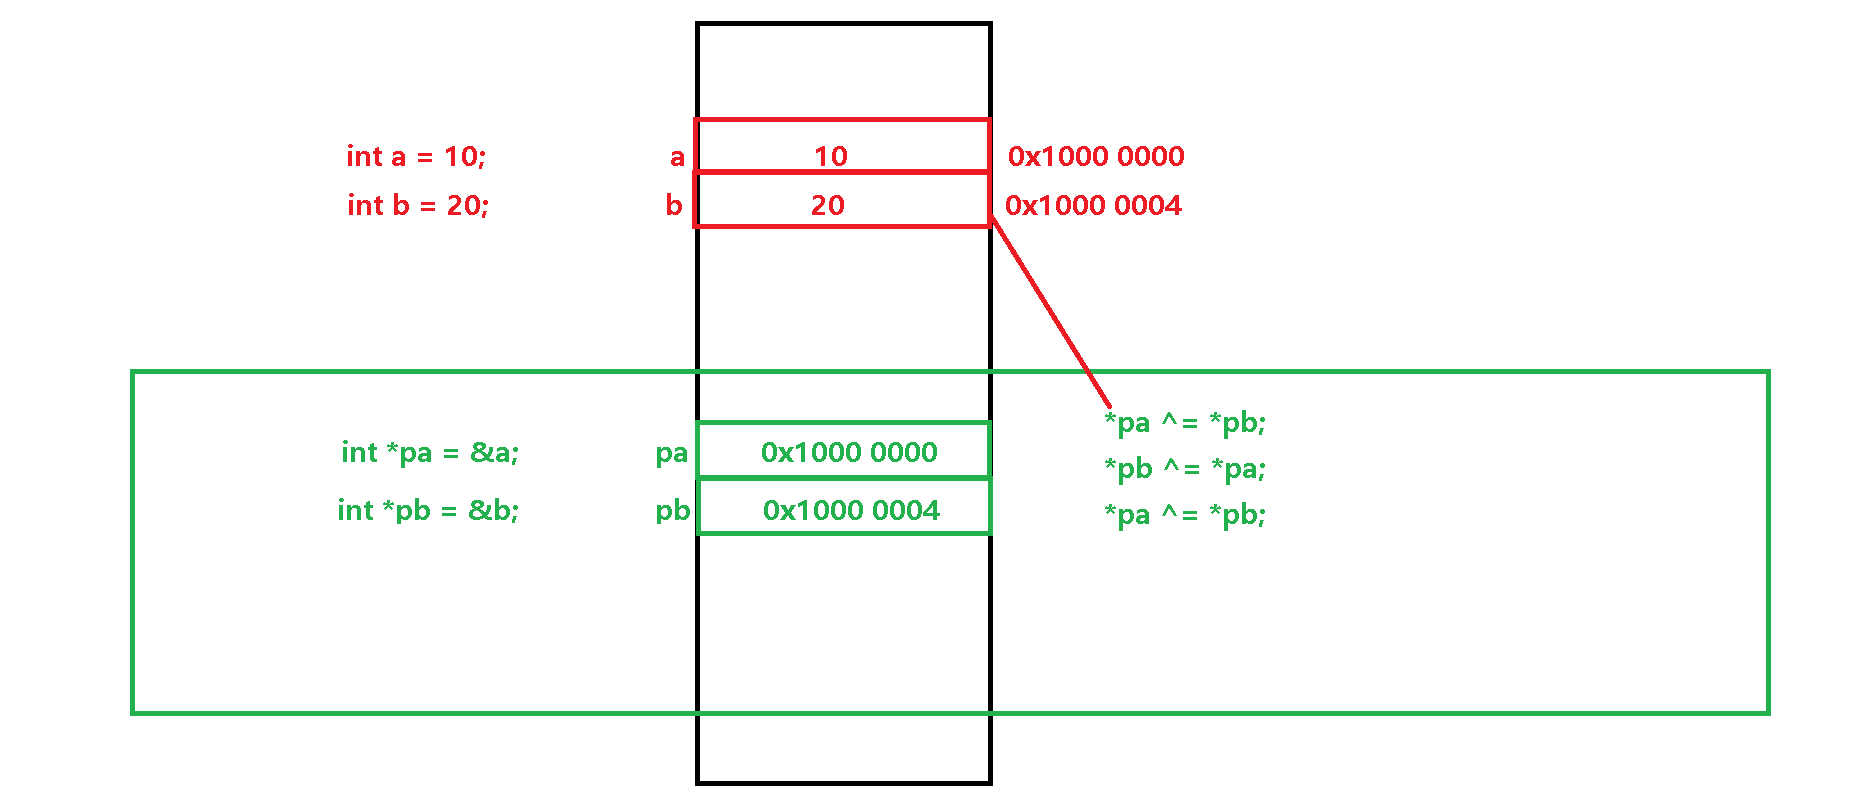 int a = 10; a 10 0x1000 0000
int b = 20; b 20 0x1000 0004
*pa ^= *pb;
int *pa = &a; pa 0x1000 0000
*pb ^= *pa;
int *pb = &b; pb 0x1000 0004
*pa ^= *pb;